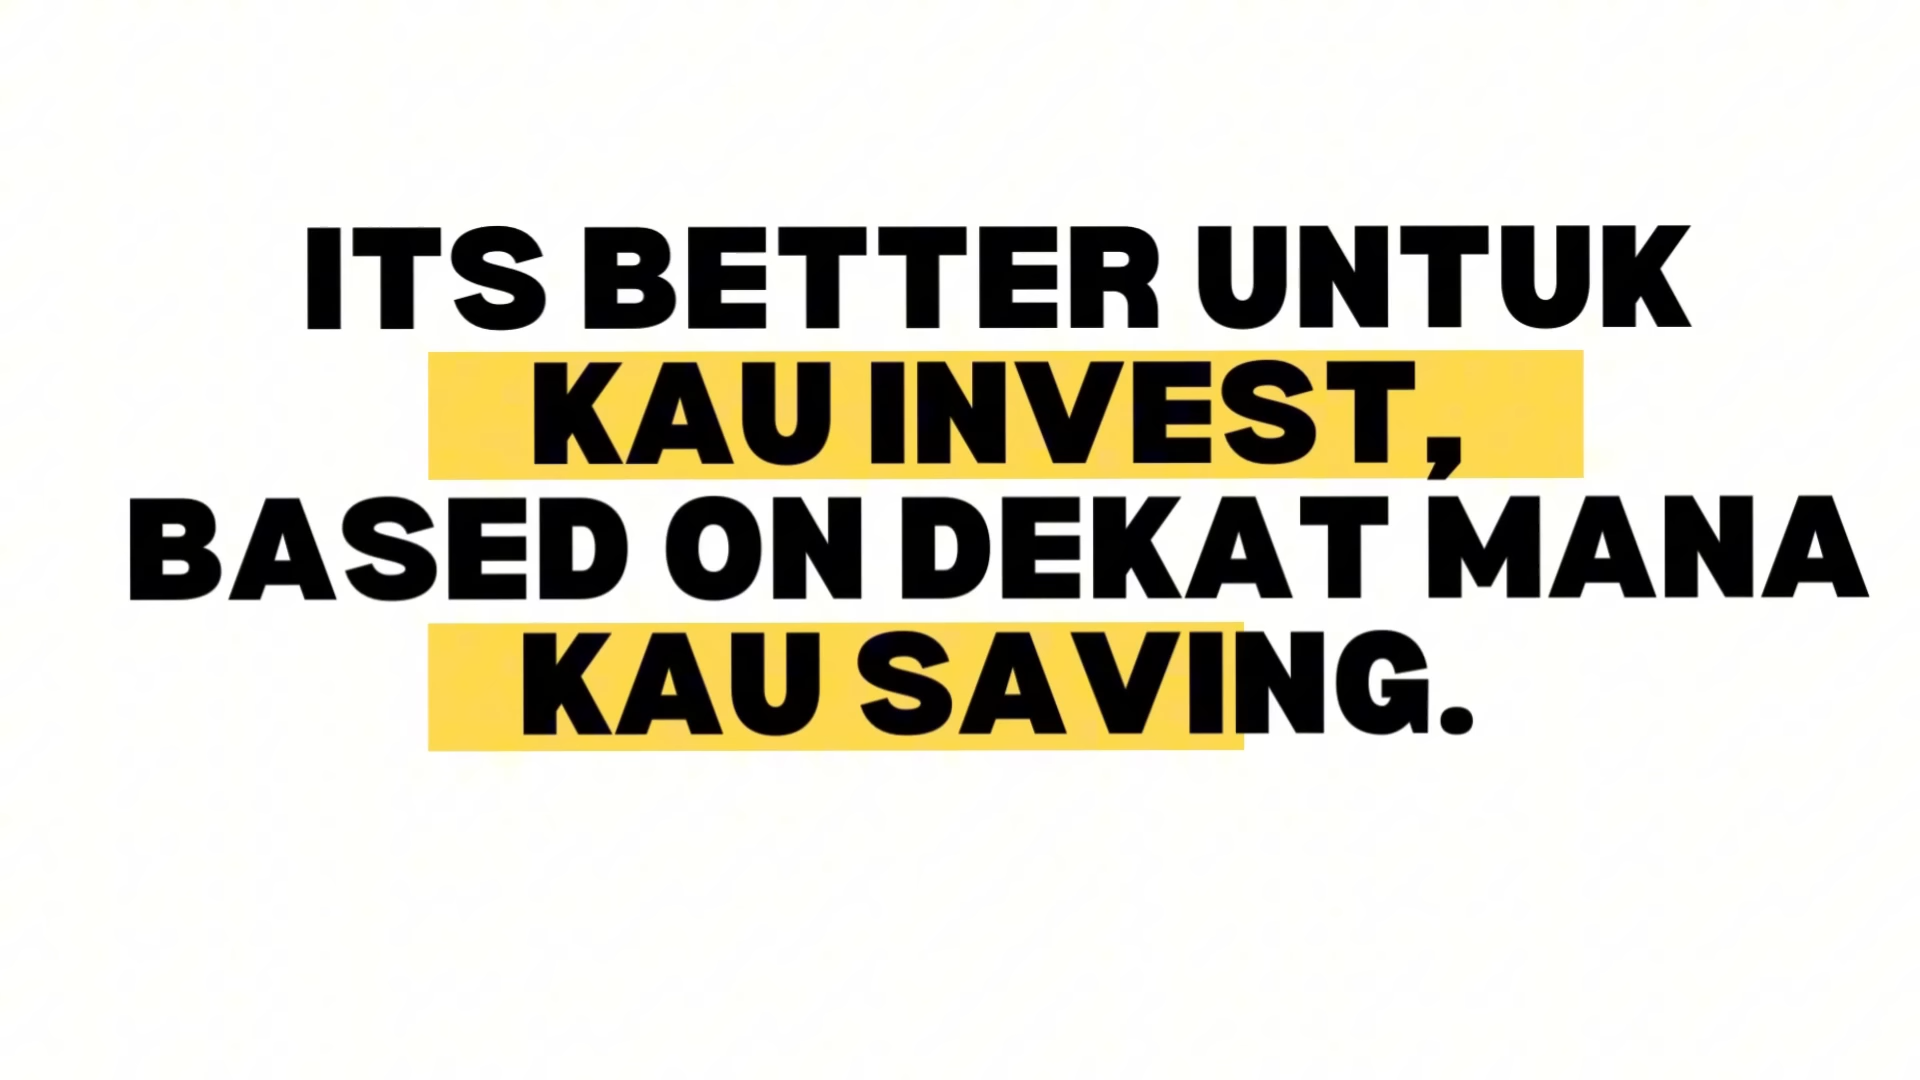 ITS BETTER UNTUK
KAU INVEST,
BASED ON DEKAT MANA
KAU SAVING.